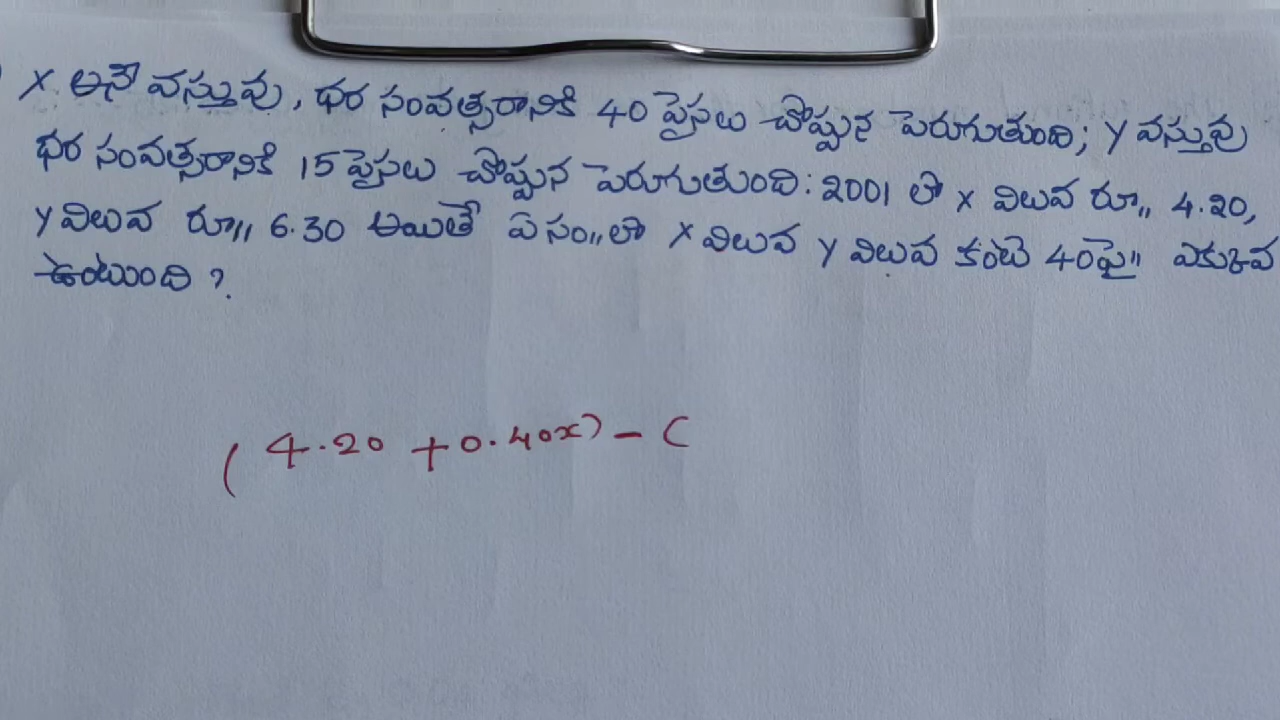 X అనే వస్తువు, ధర సంవత్సరానికి 40 పైసలు చొప్పున పెరుగుతుంది; Y వస్తువు
ధర సంవత్సరానికి 15 పైసలు చొప్పున పెరుగుతుంది: 2001 లో X విలువ రూ,, 4.20,
Y విలువ రూ,, 6.30 అయితే ఏ సం,,లో X విలువ Y విలువ కంటె 40పై,, ఎక్కువ
ఉంటుంది ?
( 4.20 + 0.40x) - (